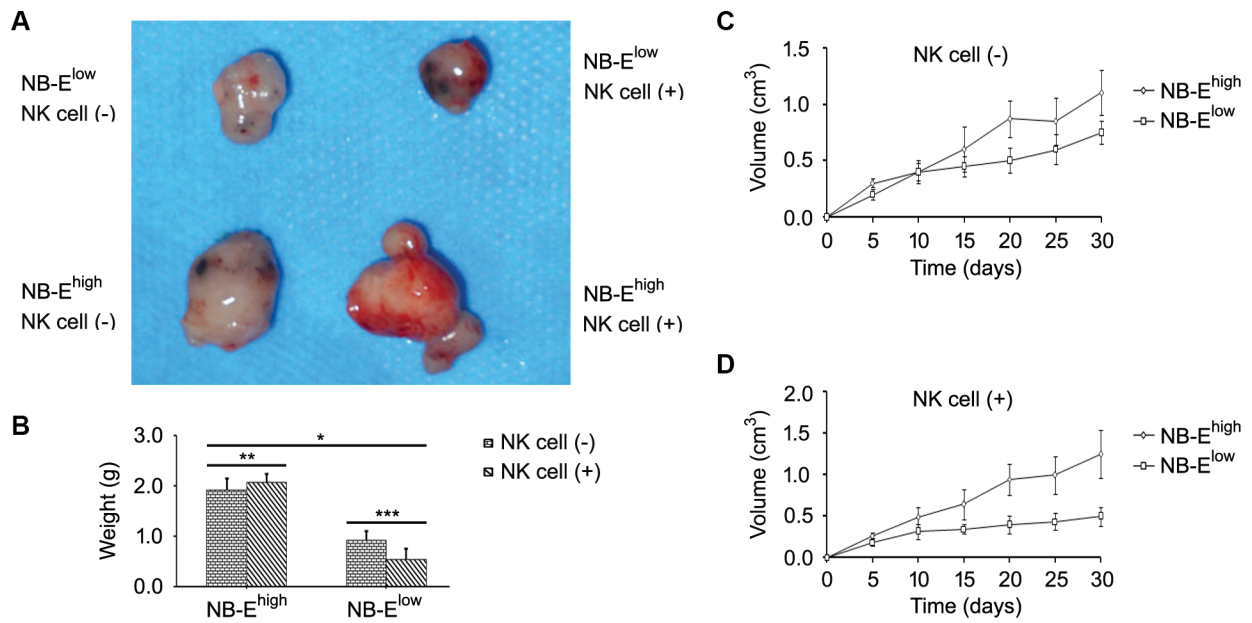 A
NB-E^low
NK cell (-)
NB-E^low
NK cell (+)
NB-E^high
NK cell (-)
NB-E^high
NK cell (+)
B
3.0
2.0
1.0
0.0
Weight (g)
*
**
***
NK cell (-)
NK cell (+)
NB-E^high
NB-E^low
C
NK cell (-)
1.5
1.0
0.5
0.0
Volume (cm³)
0 5 10 15 20 25 30
Time (days)
NB-E^high
NB-E^low
D
NK cell (+)
2.0
1.5
1.0
0.5
0.0
Volume (cm³)
0 5 10 15 20 25 30
Time (days)
NB-E^high
NB-E^low